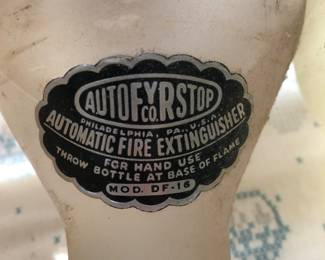 AUTOFYRSTOP
CO.
PHILADELPHIA, PA., U.S.A.
AUTOMATIC FIRE EXTINGUISHER
FOR HAND USE
THROW BOTTLE AT BASE OF FLAME
MOD. DF-16